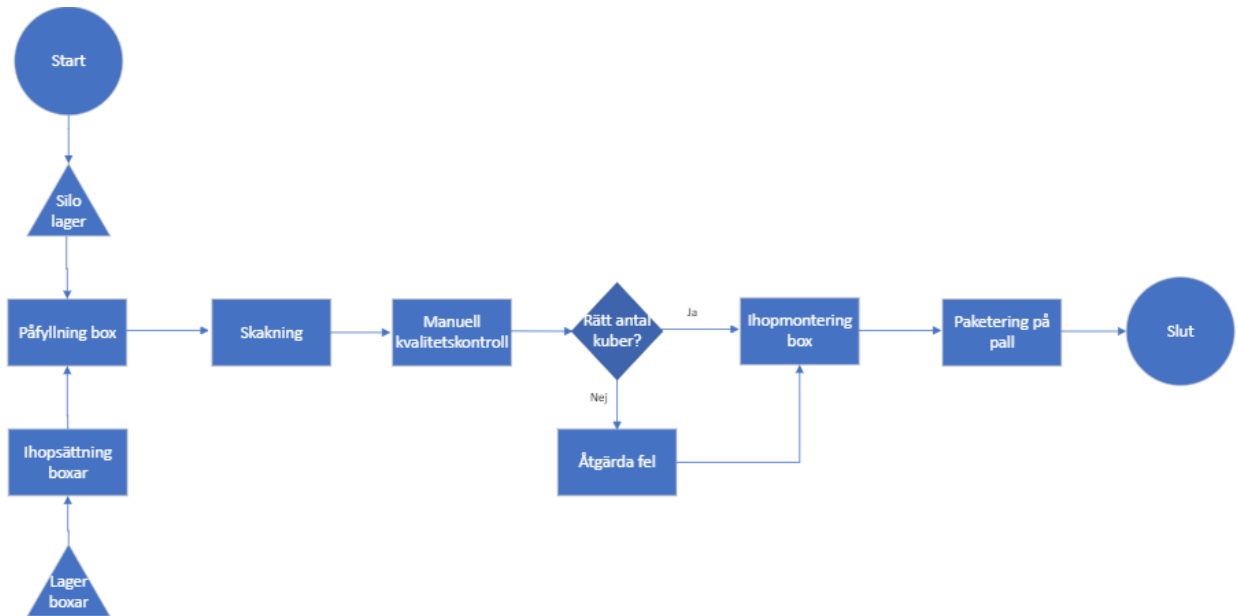 Start
Silo
lager
Påfyllning box
Skakning
Manuell
kvalitetskontroll
Rätt antal
kuber?
Ja
Ihopmontering
box
Paketering på
pall
Slut
Nej
Åtgärda fel
Ihopsättning
boxar
Lager
boxar